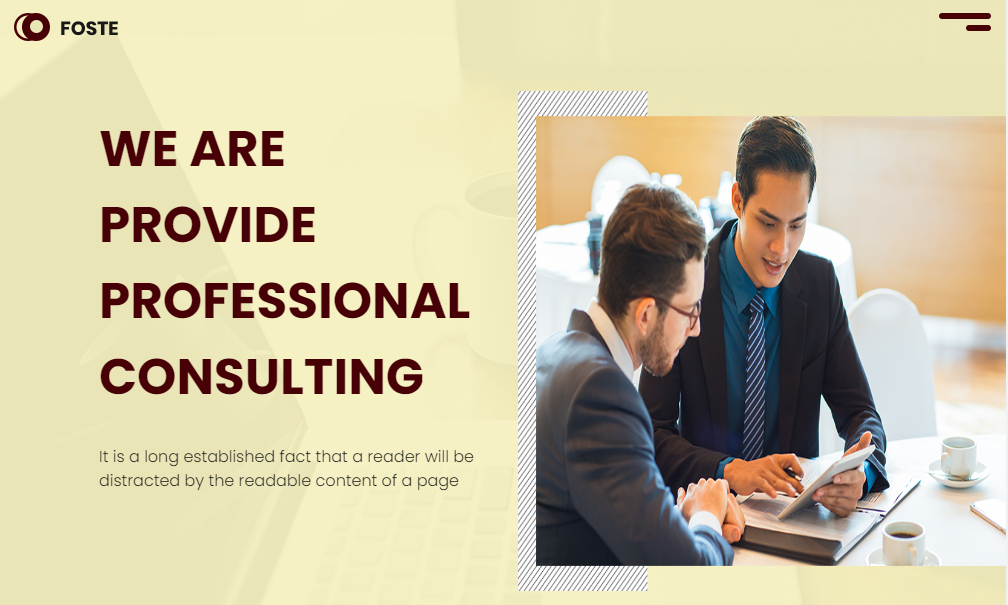 FOSTE
WE ARE
PROVIDE
PROFESSIONAL
CONSULTING
It is a long established fact that a reader will be
distracted by the readable content of a page